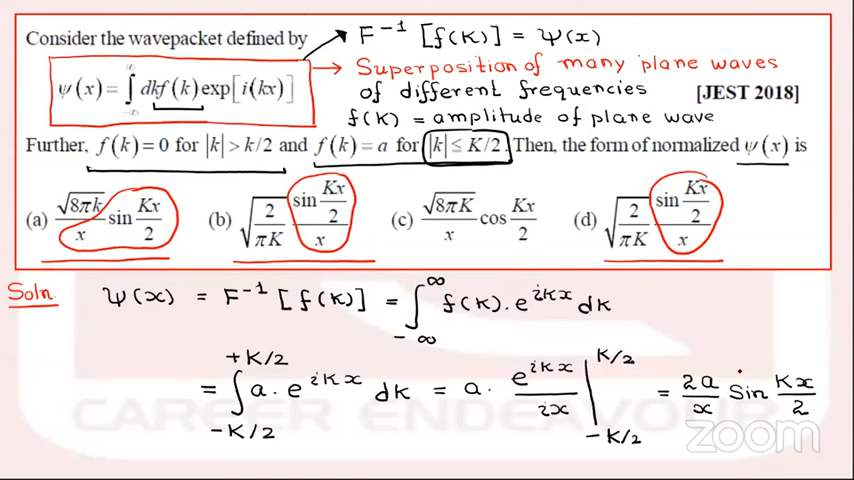 Consider the wavepacket defined by
F⁻¹ [f(K)] = Ψ(x)
ψ(x) = ∫_{-∞}^{∞} dkf(k)exp[i(kx)]
→ Superposition of many plane waves
of different frequencies
[JEST 2018]
f(K) = amplitude of plane wave
Further, f(k)=0 for |k|>k/2 and f(k)=a for |k|≤K/2. Then, the form of normalized ψ(x) is
(a) √(8πk)/x sin Kx/2 (b) √(2/πK) (sin Kx/2)/x (c) √(8πK)/x cos Kx/2 (d) √(2/πK) (sin Kx/2)/x
Soln. Ψ(x) = F⁻¹ [f(K)] = ∫_{-∞}^{∞} f(K).e^{iKx} dK
= ∫_{-K/2}^{+K/2} a.e^{iKx} dK = a. e^{iKx}/ix |_{-K/2}^{K/2} = 2a/x Sin Kx/2
CAREER ENDEAVOUR
zoom